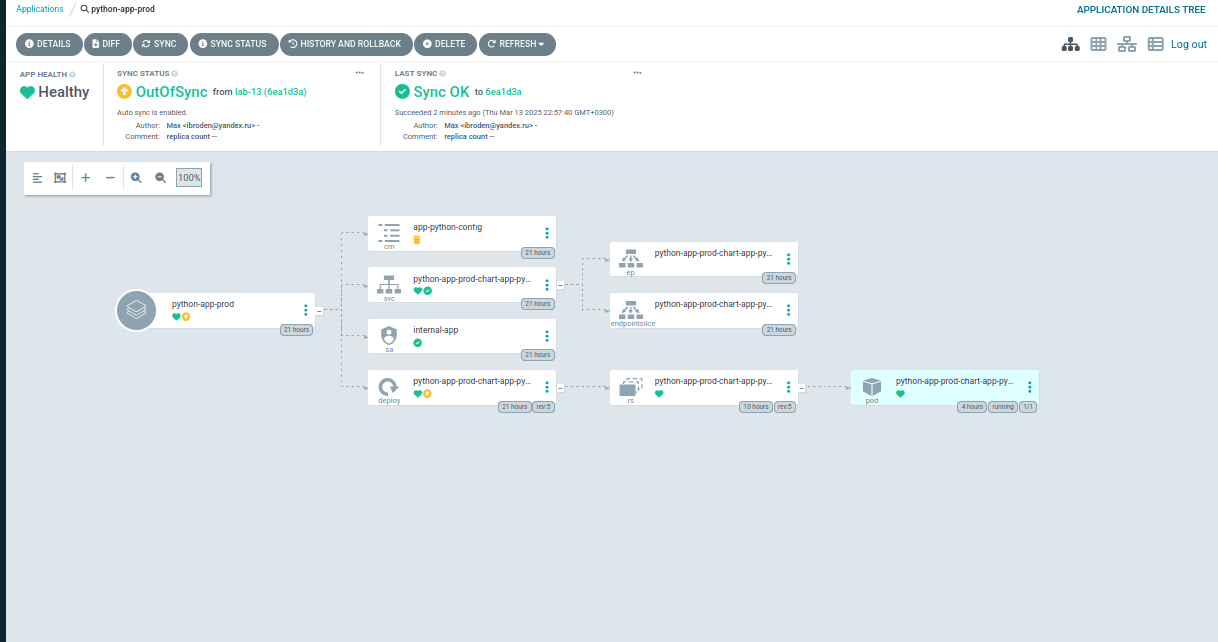 Applications / python-app-prod
APPLICATION DETAILS TREE
DETAILS DIFF SYNC SYNC STATUS HISTORY AND ROLLBACK DELETE REFRESH
Log out
APP HEALTH
Healthy
SYNC STATUS
OutOfSync from lab-13 (6ea1d3a)
Auto sync is enabled.
Author: Max <ibroden@yandex.ru> -
Comment: replica count --
LAST SYNC
Sync OK to 6ea1d3a
Succeeded 2 minutes ago (Thu Mar 13 2025 22:57:40 GMT+0300)
Author: Max <ibroden@yandex.ru> -
Comment: replica count --
100%
python-app-prod
21 hours
app-python-config
cm
21 hours
python-app-prod-chart-app-py...
svc
21 hours
internal-app
sa
21 hours
python-app-prod-chart-app-py...
deploy
21 hours rev:5
python-app-prod-chart-app-py...
ep
21 hours
python-app-prod-chart-app-py...
endpointslice
21 hours
python-app-prod-chart-app-py...
rs
10 hours rev:5
python-app-prod-chart-app-py...
pod
4 hours running 1/1